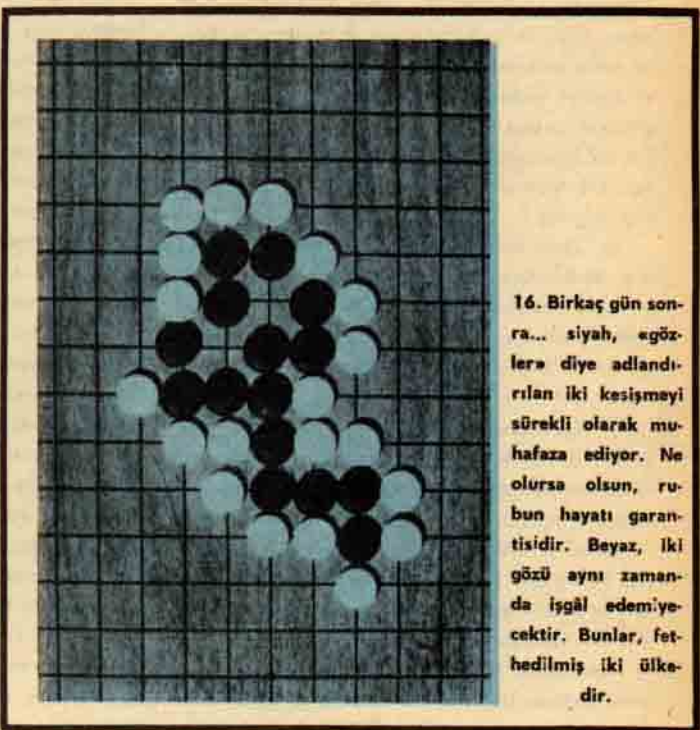 16. Birkaç gün son-
ra... siyah, «göz-
ler» diye adlandı-
rılan iki kesişmeyi
sürekli olarak mu-
hafaza ediyor. Ne
olursa olsun, ru-
bun hayatı garan-
tisidir. Beyaz, iki
gözü aynı zaman-
da işgâl edemiye-
cektir. Bunlar, fet-
hedilmiş iki ülke-
dir.